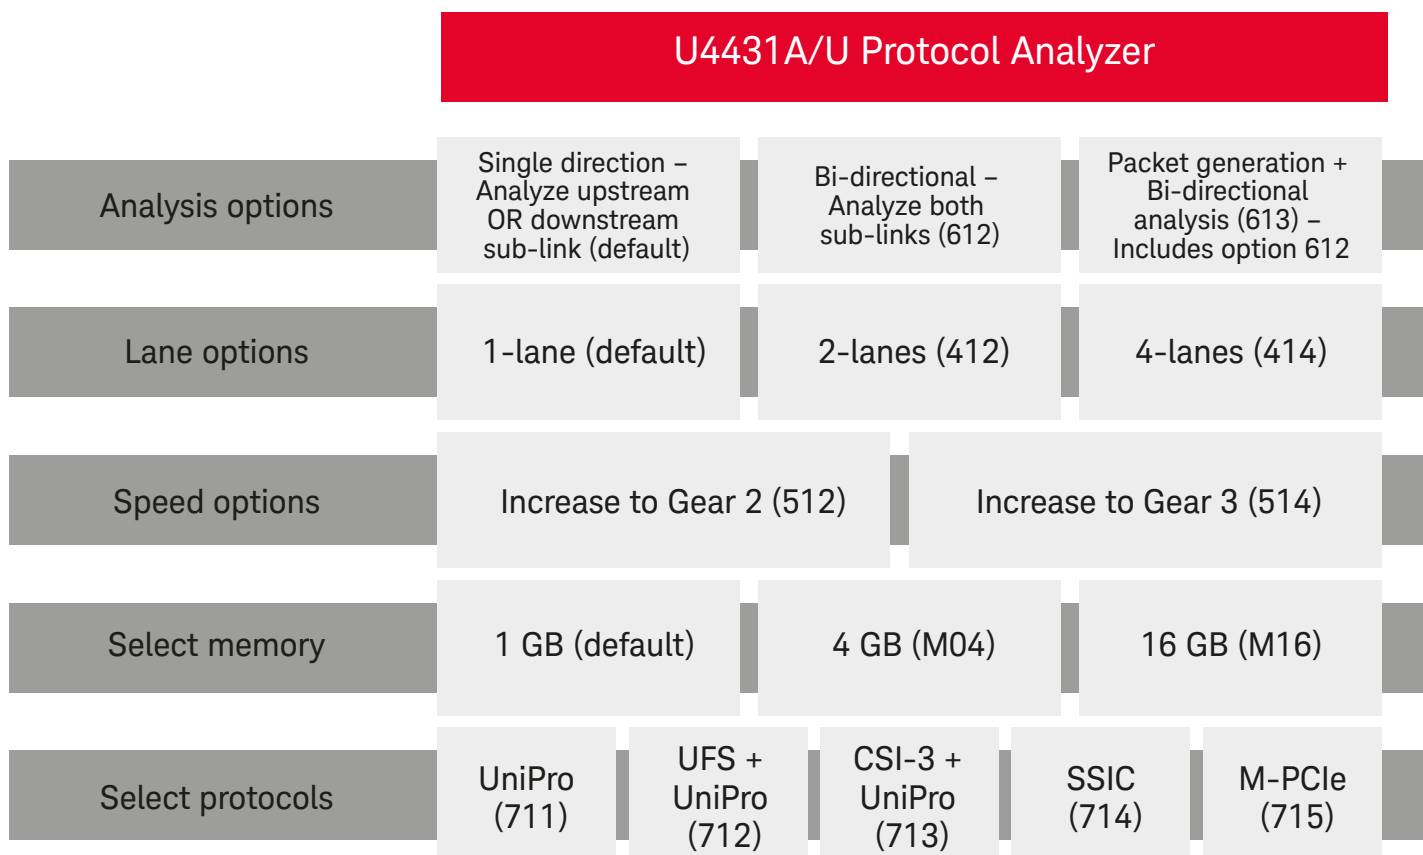 U4431A/U Protocol Analyzer
Analysis options
Single direction –
Analyze upstream
OR downstream
sub-link (default)
Bi-directional –
Analyze both
sub-links (612)
Packet generation +
Bi-directional
analysis (613) –
Includes option 612
Lane options
1-lane (default)
2-lanes (412)
4-lanes (414)
Speed options
Increase to Gear 2 (512)
Increase to Gear 3 (514)
Select memory
1 GB (default)
4 GB (M04)
16 GB (M16)
Select protocols
UniPro
(711)
UFS +
UniPro
(712)
CSI-3 +
UniPro
(713)
SSIC
(714)
M-PCIe
(715)